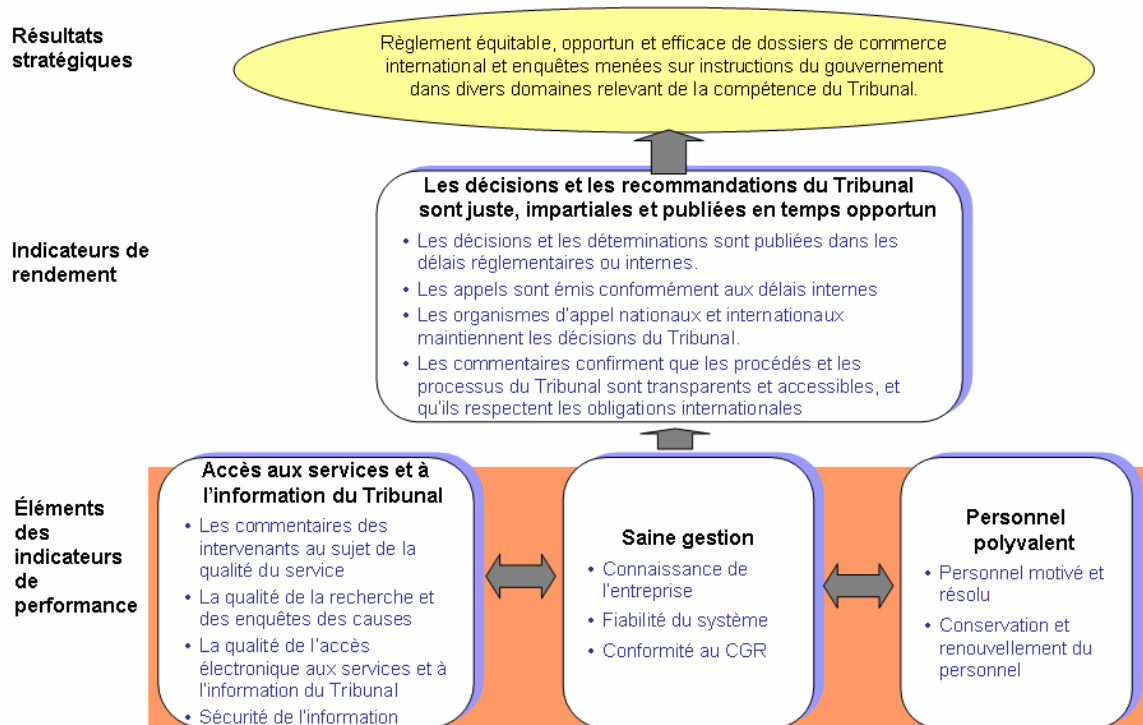 Résultats
stratégiques
Règlement équitable, opportun et efficace de dossiers de commerce
international et enquêtes menées sur instructions du gouvernement
dans divers domaines relevant de la compétence du Tribunal.
Indicateurs de
rendement
Les décisions et les recommandations du Tribunal
sont juste, impartiales et publiées en temps opportun
• Les décisions et les déterminations sont publiées dans les
délais réglementaires ou internes.
• Les appels sont émis conformément aux délais internes
• Les organismes d'appel nationaux et internationaux
maintiennent les décisions du Tribunal.
• Les commentaires confirment que les procédés et les
processus du Tribunal sont transparents et accessibles, et
qu'ils respectent les obligations internationales
Éléments
des
indicateurs
de
performance
Accès aux services et à
l'information du Tribunal
• Les commentaires des
intervenants au sujet de la
qualité du service
• La qualité de la recherche et
des enquêtes des causes
• La qualité de l'accès
électronique aux services et à
l'information du Tribunal
• Sécurité de l'information
Saine gestion
• Connaissance de
l'entreprise
• Fiabilité du système
• Conformité au CGR
Personnel
polyvalent
• Personnel motivé et
résolu
• Conservation et
renouvellement du
personnel